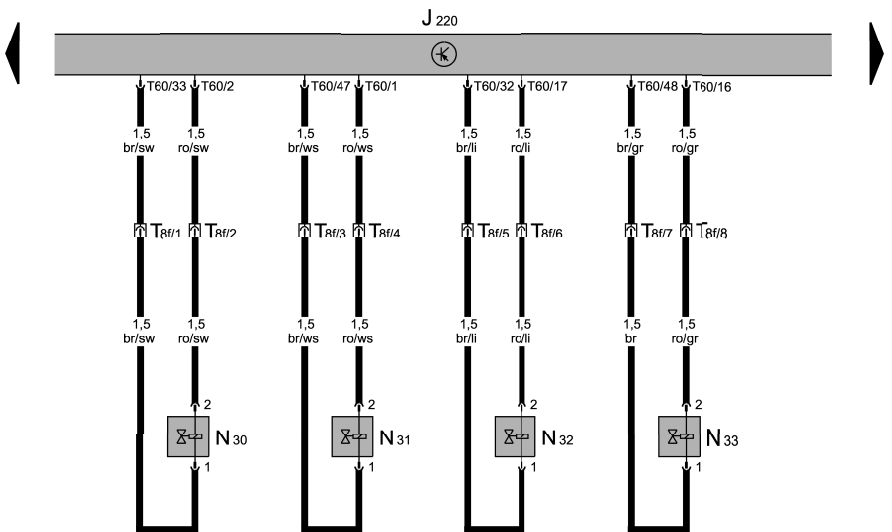 J 220
T60/33 T60/2 T60/47 T60/1 T60/32 T60/17 T60/48 T60/16
1,5 1,5 1,5 1,5 1,5 1,5 1,5 1,5
br/sw ro/sw br/ws ro/ws br/li ro/li br/gr ro/gr
T8f/1 T8f/2 T8f/3 T8f/4 T8f/5 T8f/6 T8f/7 T8f/8
1,5 1,5 1,5 1,5 1,5 1,5 1,5 1,5
br/sw ro/sw br/ws ro/ws br/li ro/li br ro/gr
2 2 2 2
N 30 N 31 N 32 N 33
1 1 1 1